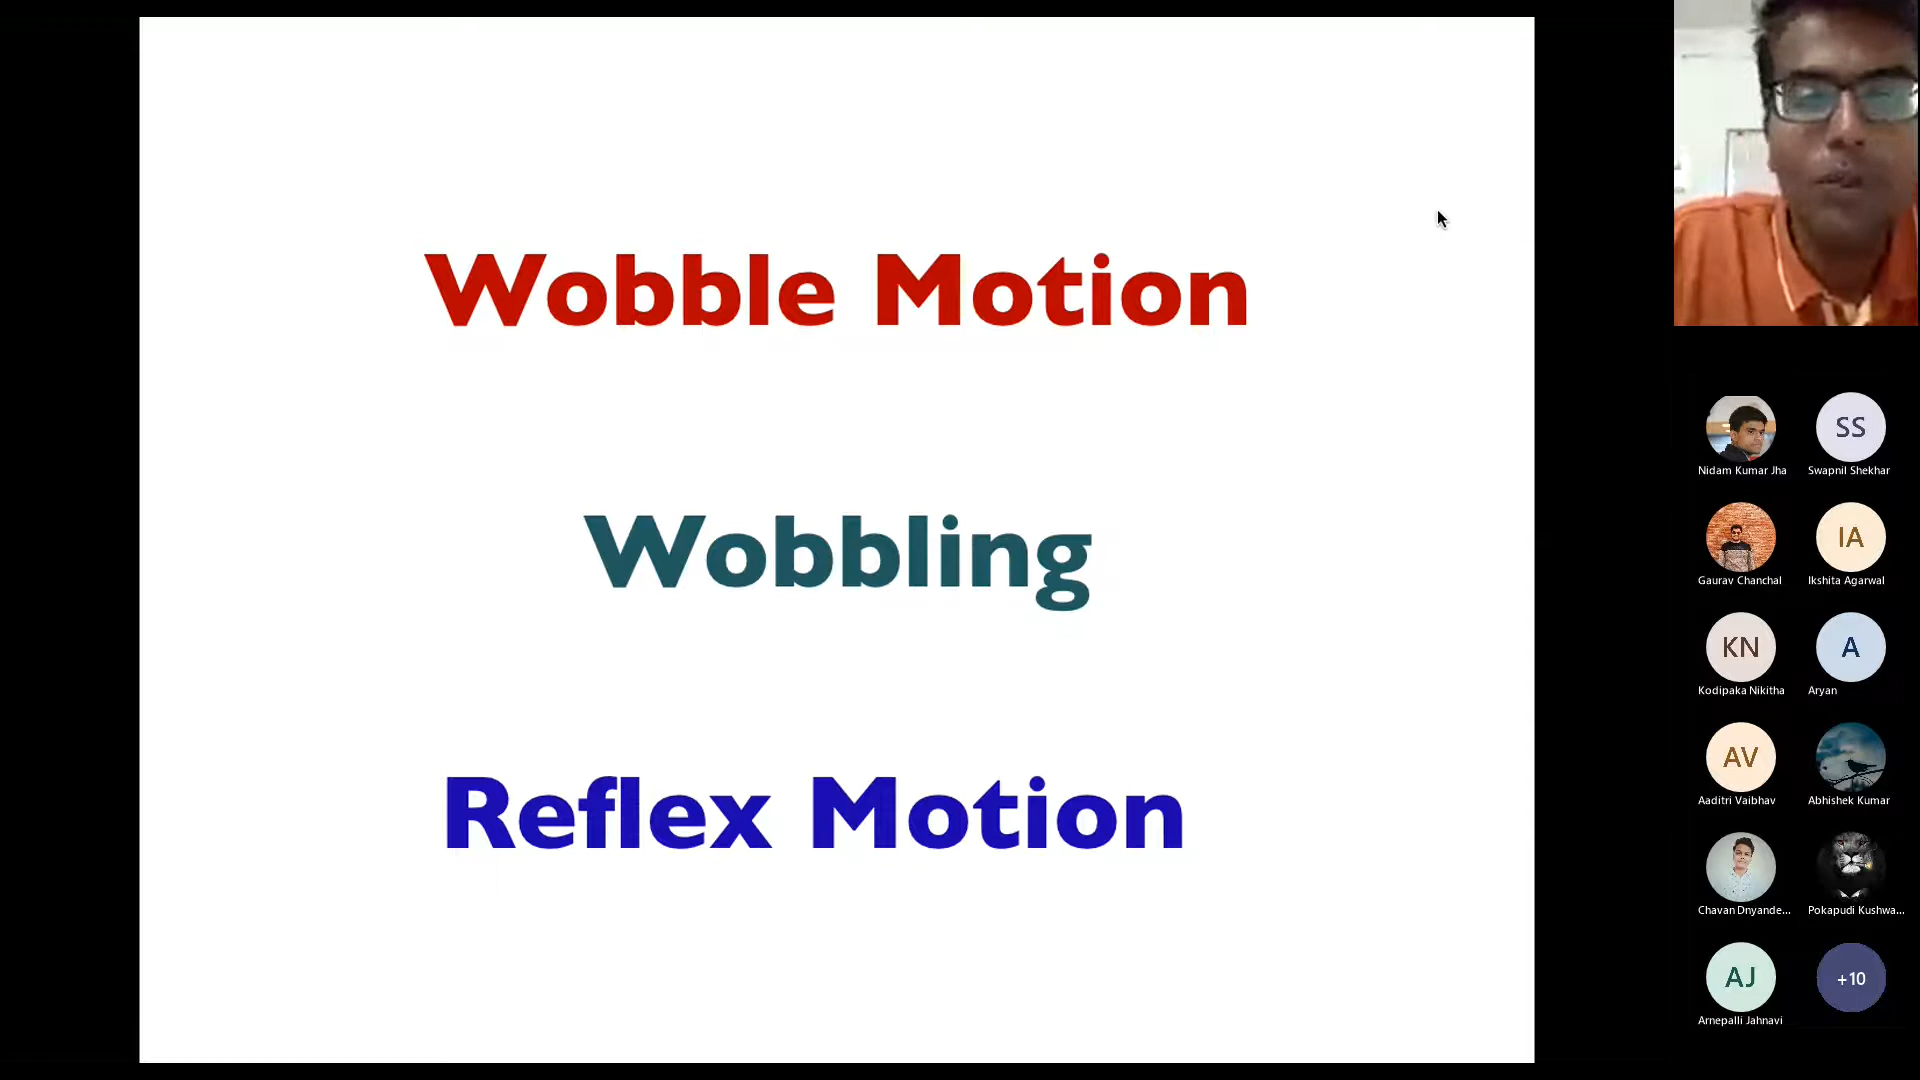 Wobble Motion
Wobbling
Reflex Motion
SS
Nidam Kumar Jha
Swapnil Shekhar
IA
Gaurav Chanchal
Ikshita Agarwal
KN
A
Kodipaka Nikitha
Aryan
AV
Aaditri Vaibhav
Abhishek Kumar
Chavan Dnyande...
Pokapudi Kushwa...
AJ
+10
Arnepalli Jahnavi